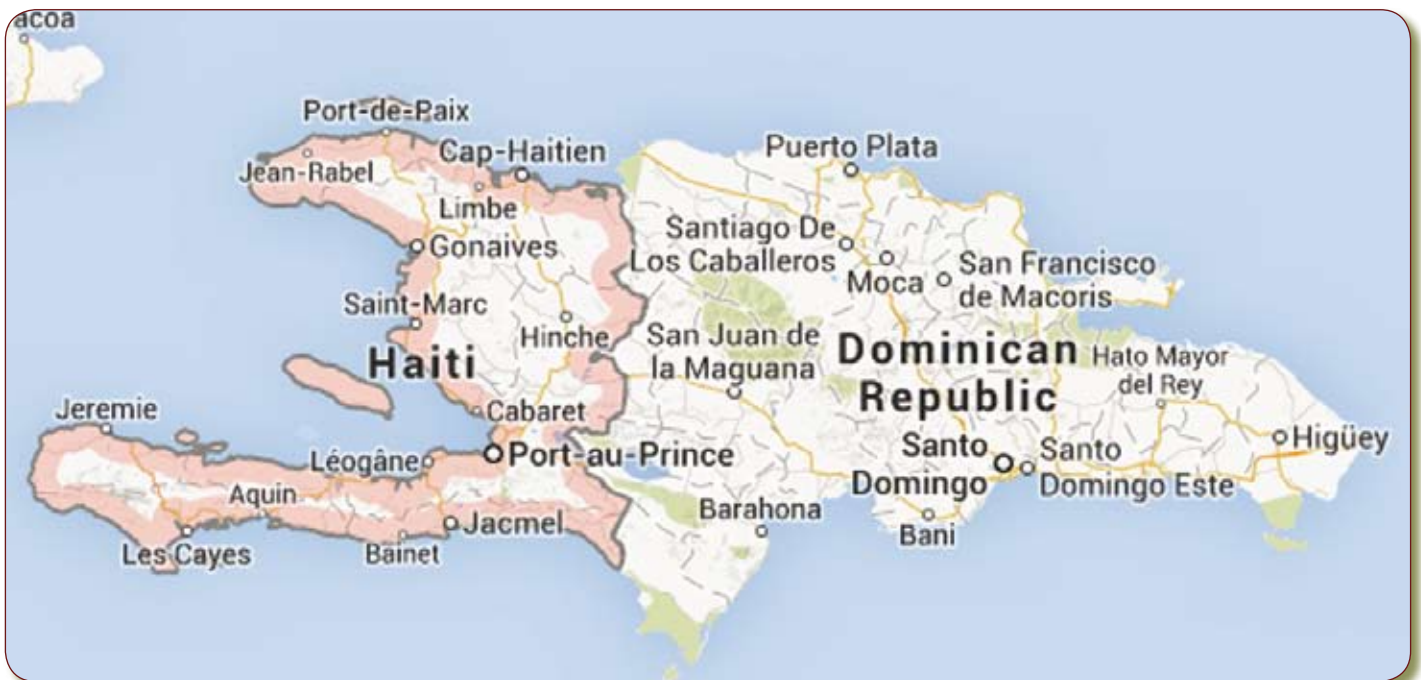 acoa
Port-de-Paix
Cap-Haitien
Puerto Plata
Jean-Rabel
Limbe
Santiago De
Los Caballeros
Gonaives
Moca
San Francisco
de Macoris
Saint-Marc
Hinche
San Juan de
la Maguana
Haiti
Dominican
Republic
Hato Mayor
del Rey
Jeremie
Cabaret
Léogâne
Port-au-Prince
Santo
Domingo
Santo
Domingo Este
Higüey
Aquin
Barahona
Jacmel
Bani
Les Cayes
Bainet